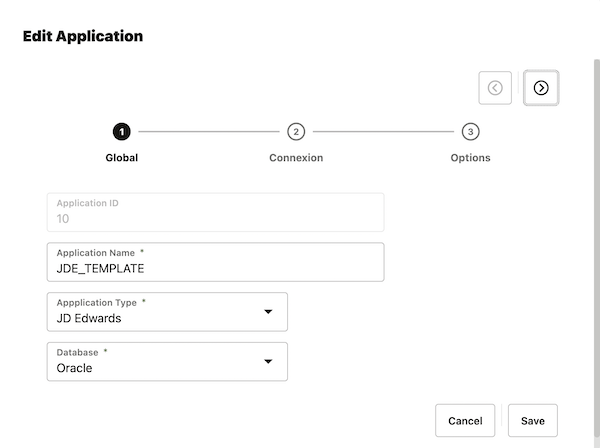 Edit Application
1 2 3
Global Connexion Options
Application ID
10
Application Name *
JDE_TEMPLATE
Appplication Type *
JD Edwards
Database *
Oracle
Cancel Save